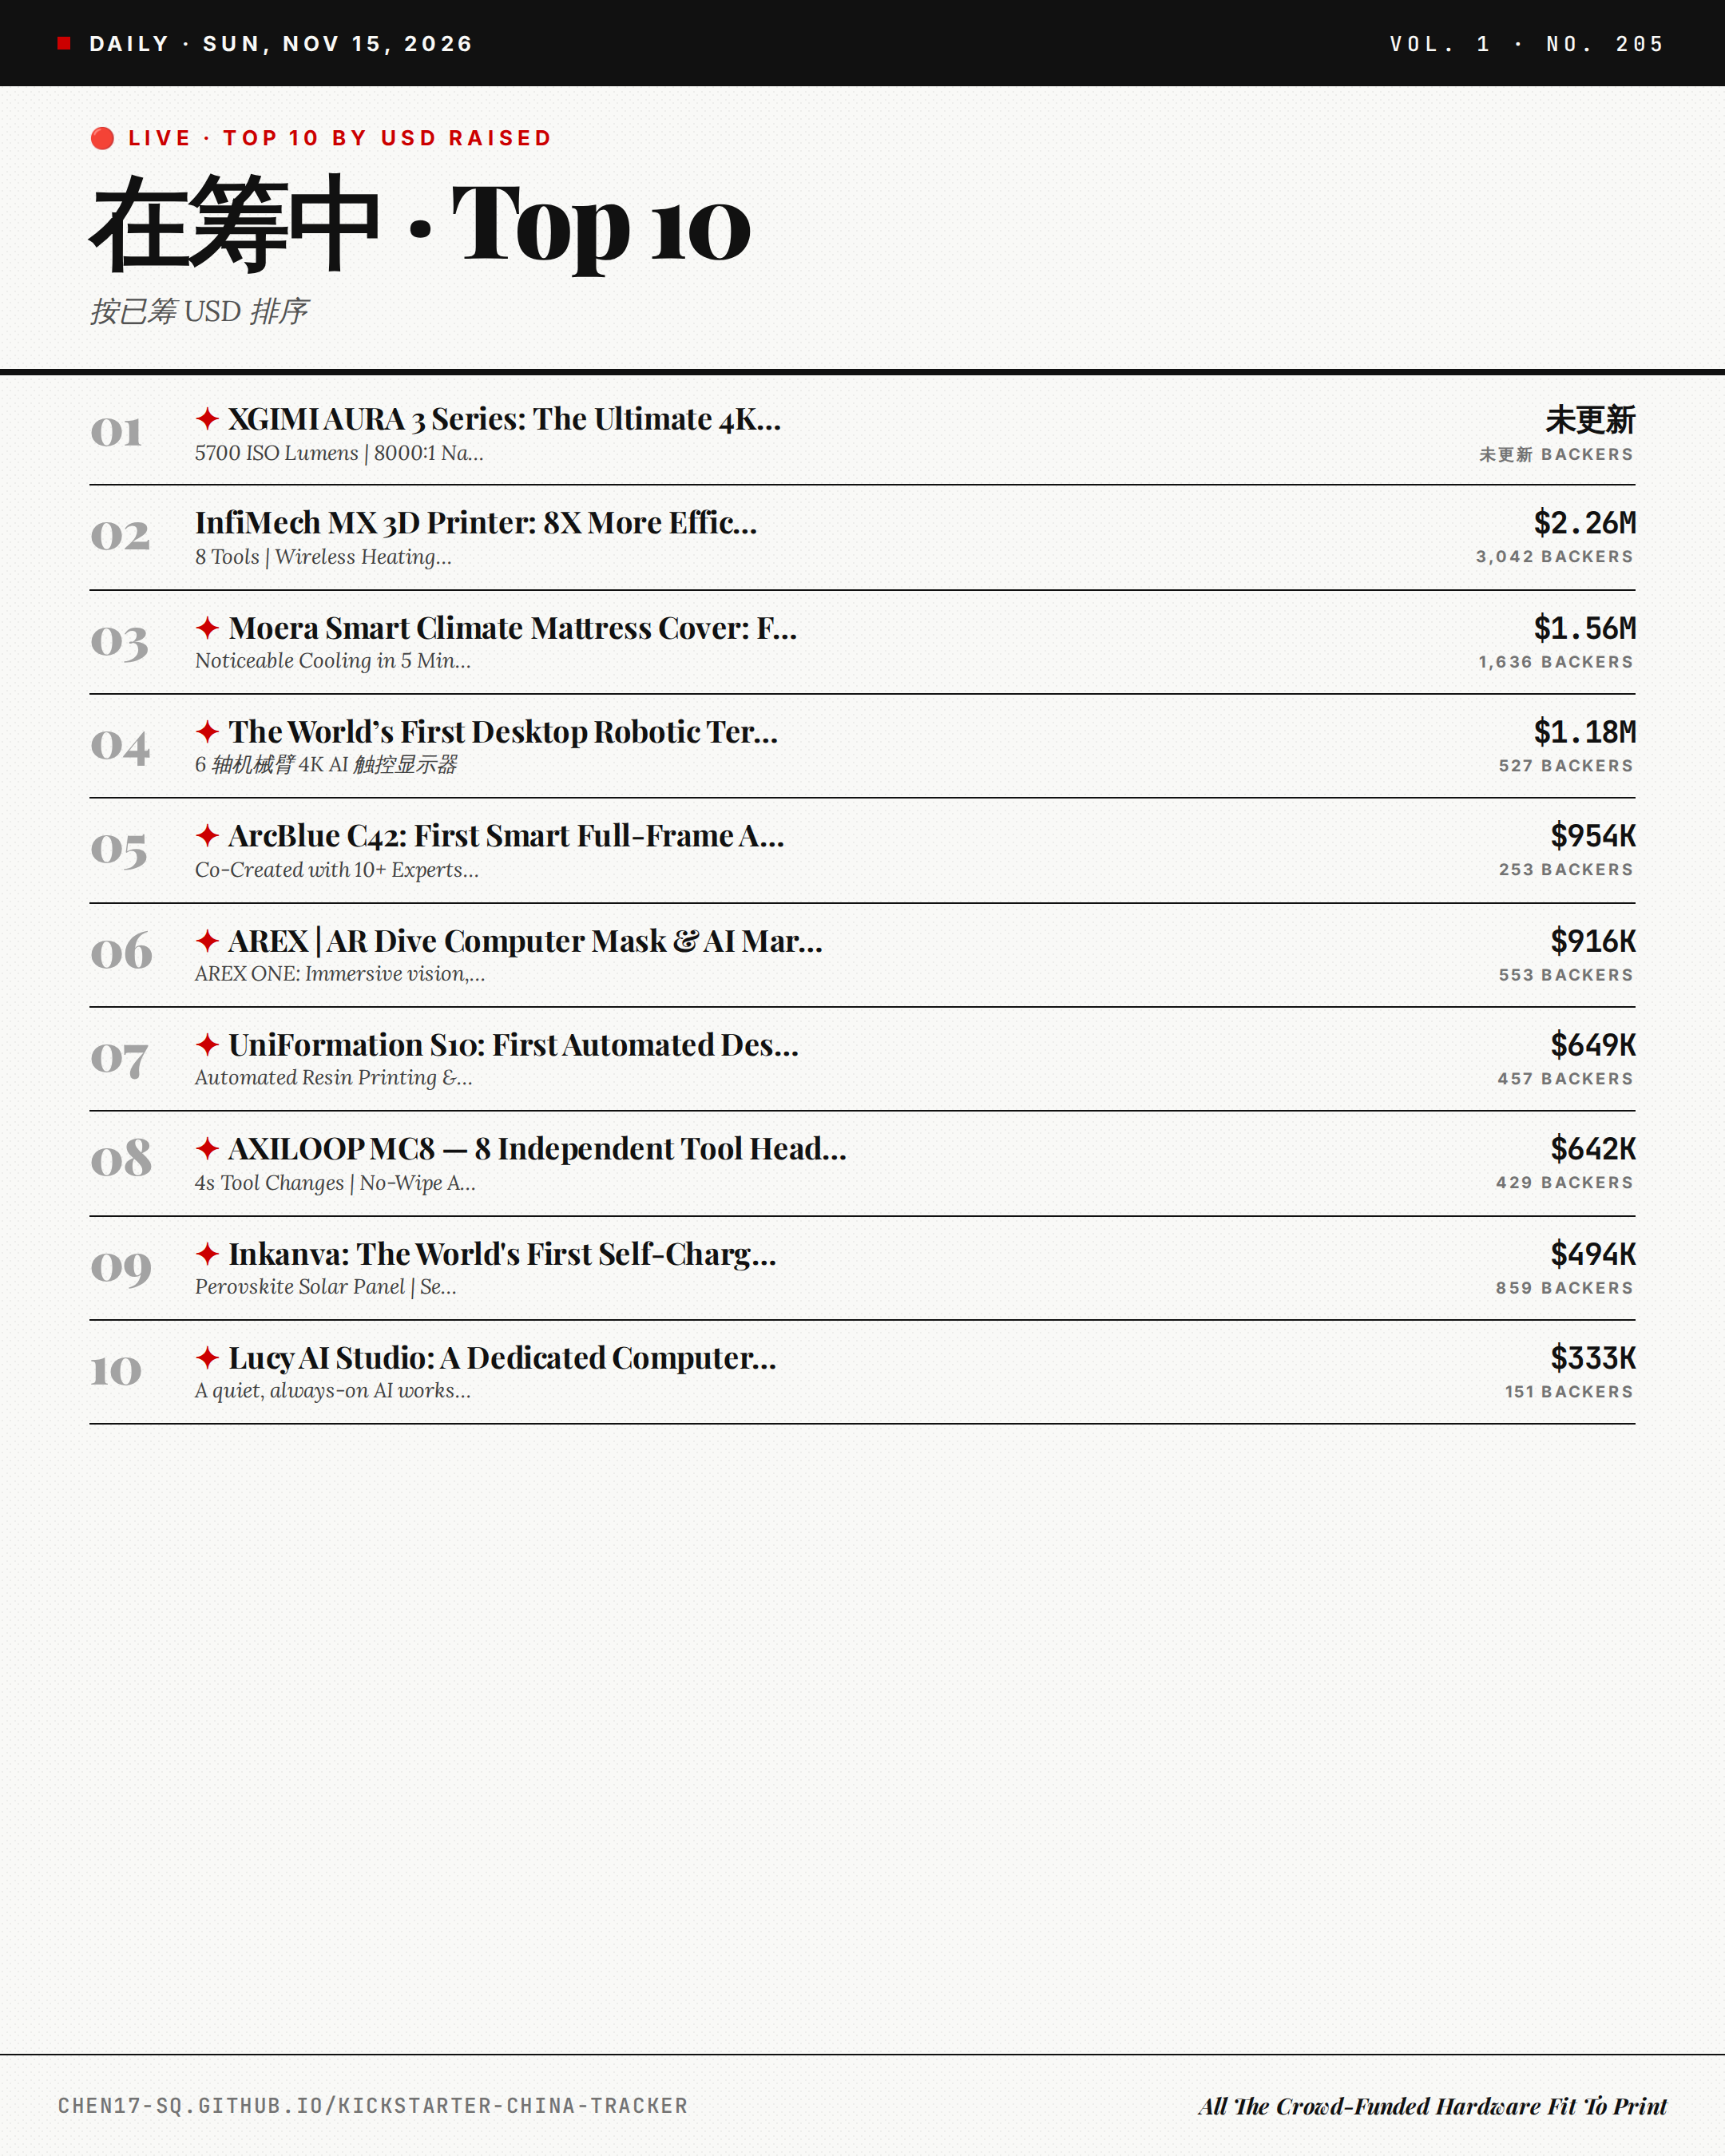 DAILY · SUN, NOV 15, 2026
VOL. 1 · NO. 205
LIVE · TOP 10 BY USD RAISED
在筹中 · Top 10
按已筹 USD 排序
01
✦ XGIMI AURA 3 Series: The Ultimate 4K...
未更新
5700 ISO Lumens | 8000:1 Na...
未更新 BACKERS
02
InfiMech MX 3D Printer: 8X More Effic...
$2.26M
8 Tools | Wireless Heating...
3,042 BACKERS
03
✦ Moera Smart Climate Mattress Cover: F...
$1.56M
Noticeable Cooling in 5 Min...
1,636 BACKERS
04
✦ The World’s First Desktop Robotic Ter...
$1.18M
6 轴机械臂 4K AI 触控显示器
527 BACKERS
05
✦ ArcBlue C42: First Smart Full-Frame A...
$954K
Co-Created with 10+ Experts...
253 BACKERS
06
✦ AREX | AR Dive Computer Mask & AI Mar...
$916K
AREX ONE: Immersive vision,...
553 BACKERS
07
✦ UniFormation S10: First Automated Des...
$649K
Automated Resin Printing &...
457 BACKERS
08
✦ AXILOOP MC8 — 8 Independent Tool Head...
$642K
4s Tool Changes | No-Wipe A...
429 BACKERS
09
✦ Inkanva: The World's First Self-Charg...
$494K
Perovskite Solar Panel | Se...
859 BACKERS
10
✦ Lucy AI Studio: A Dedicated Computer...
$333K
A quiet, always-on AI works...
151 BACKERS
CHEN17-SQ.GITHUB.IO/KICKSTARTER-CHINA-TRACKER
All The Crowd-Funded Hardware Fit To Print